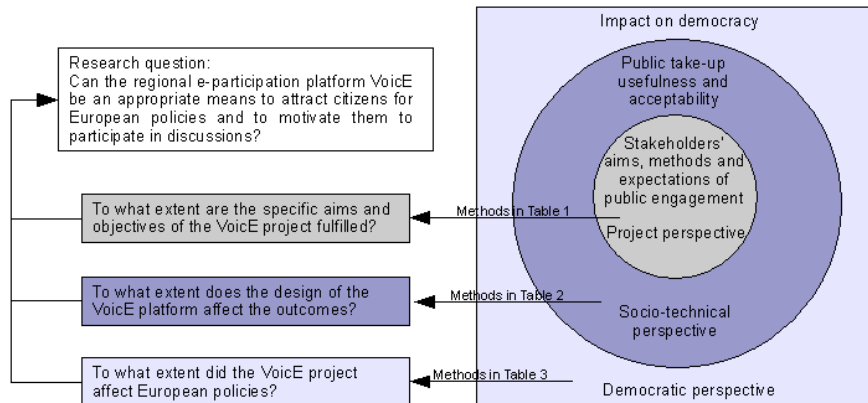 Research question:
Can the regional e-participation platform VoicE
be an appropriate means to attract citizens for
European policies and to motivate them to
participate in discussions?
To what extent are the specific aims and
objectives of the VoicE project fulfilled?
To what extent does the design of the
VoicE platform affect the outcomes?
To what extent did the VoicE project
affect European policies?
Methods in Table 1
Methods in Table 2
Methods in Table 3
Impact on democracy
Public take-up
usefulness and
acceptability
Stakeholders'
aims, methods and
expectations of
public engagement
Project perspective
Socio-technical
perspective
Democratic perspective